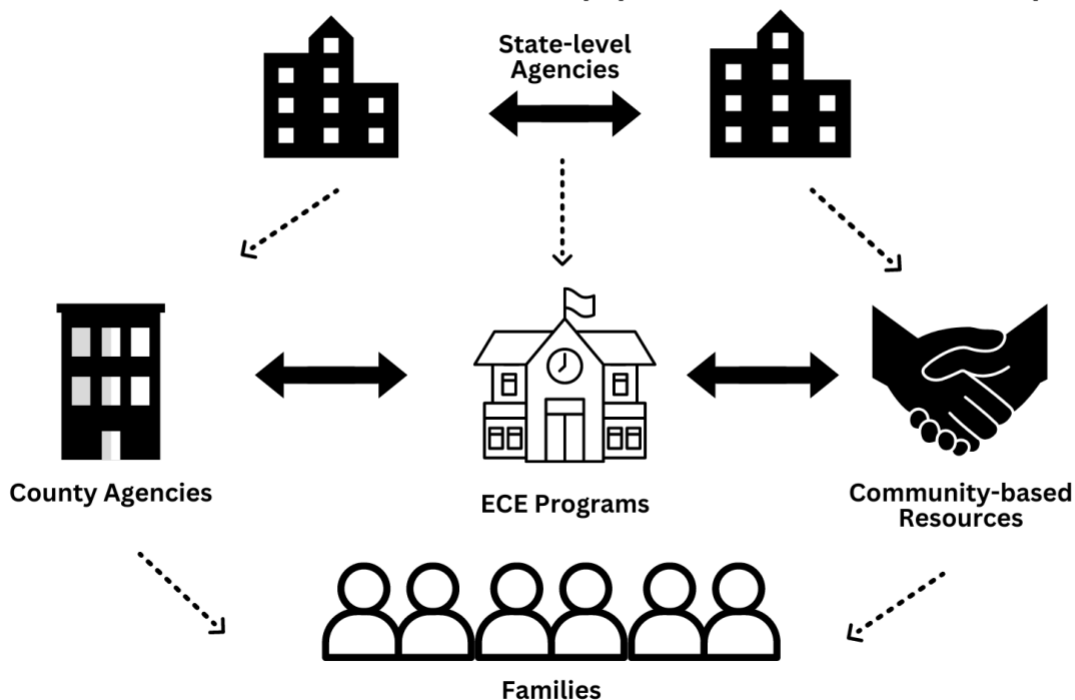 State-level
Agencies
County Agencies
ECE Programs
Community-based
Resources
Families